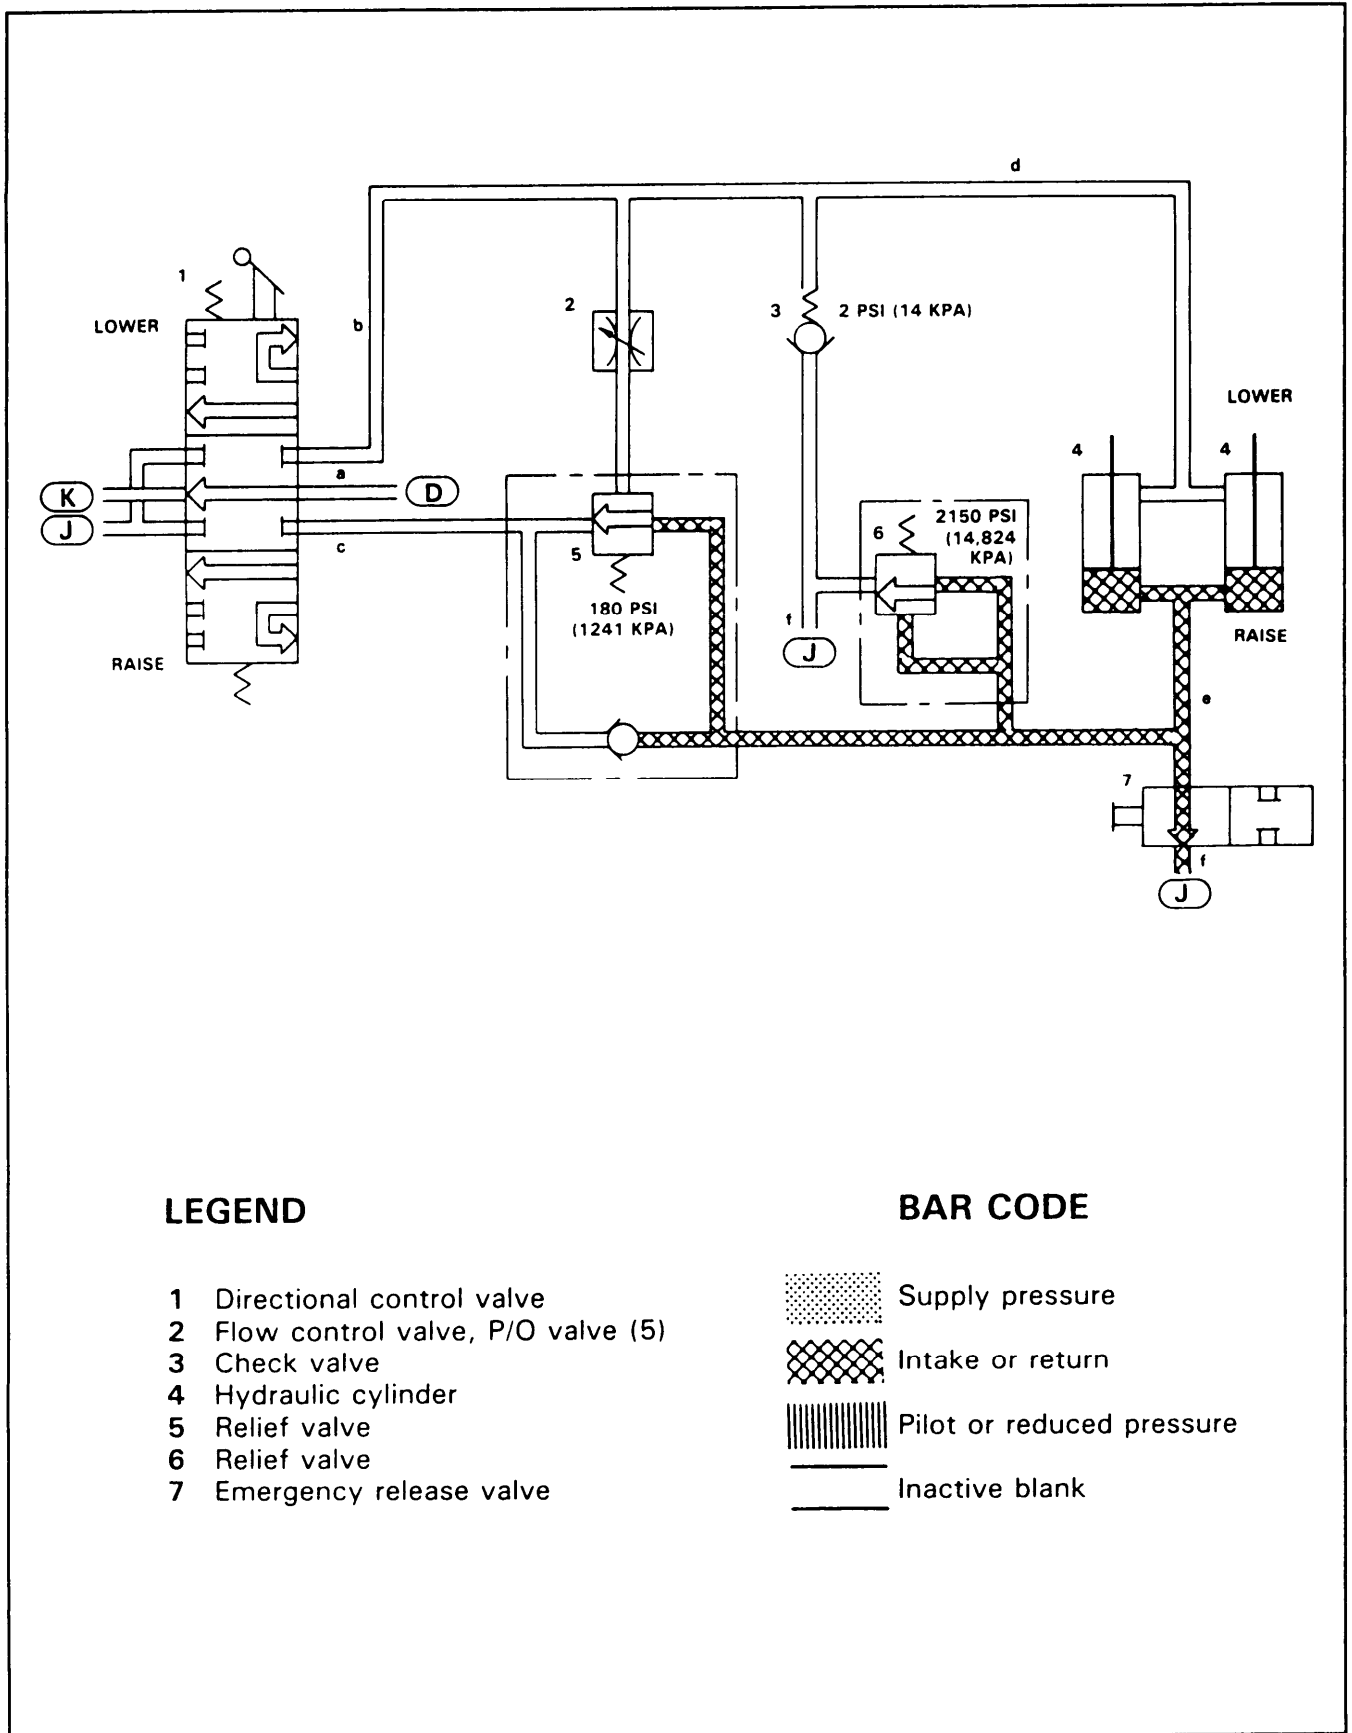 d
1
LOWER
b
2
3
2 PSI (14 KPA)
LOWER
4
4
a
K
D
J
c
5
180 PSI
(1241 KPA)
6
2150 PSI
(14,824
KPA)
f
J
RAISE
RAISE
e
7
f
J
LEGEND
1 Directional control valve
2 Flow control valve, P/O valve (5)
3 Check valve
4 Hydraulic cylinder
5 Relief valve
6 Relief valve
7 Emergency release valve
BAR CODE
Supply pressure
Intake or return
Pilot or reduced pressure
Inactive blank